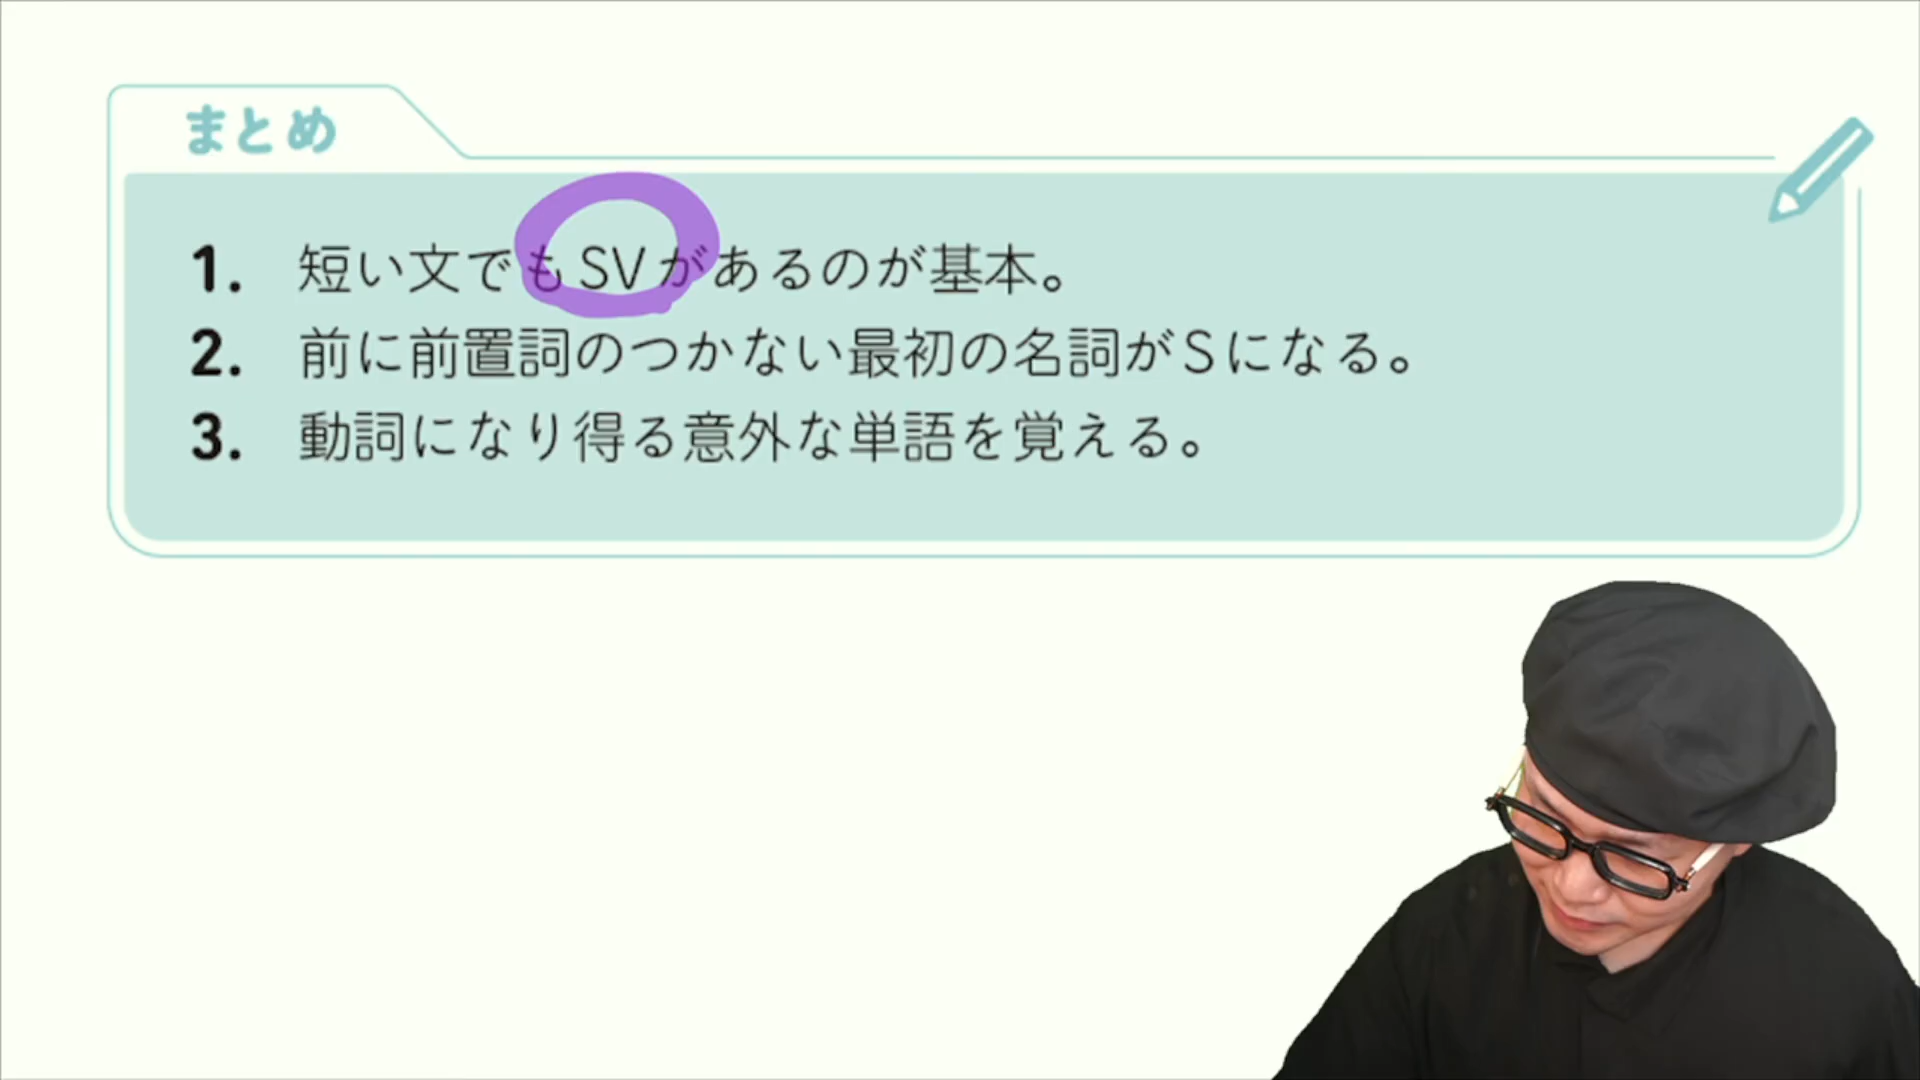 まとめ
1. 短い文でもSVがあるのが基本。
2. 前に前置詞のつかない最初の名詞がSになる。
3. 動詞になり得る意外な単語を覚える。